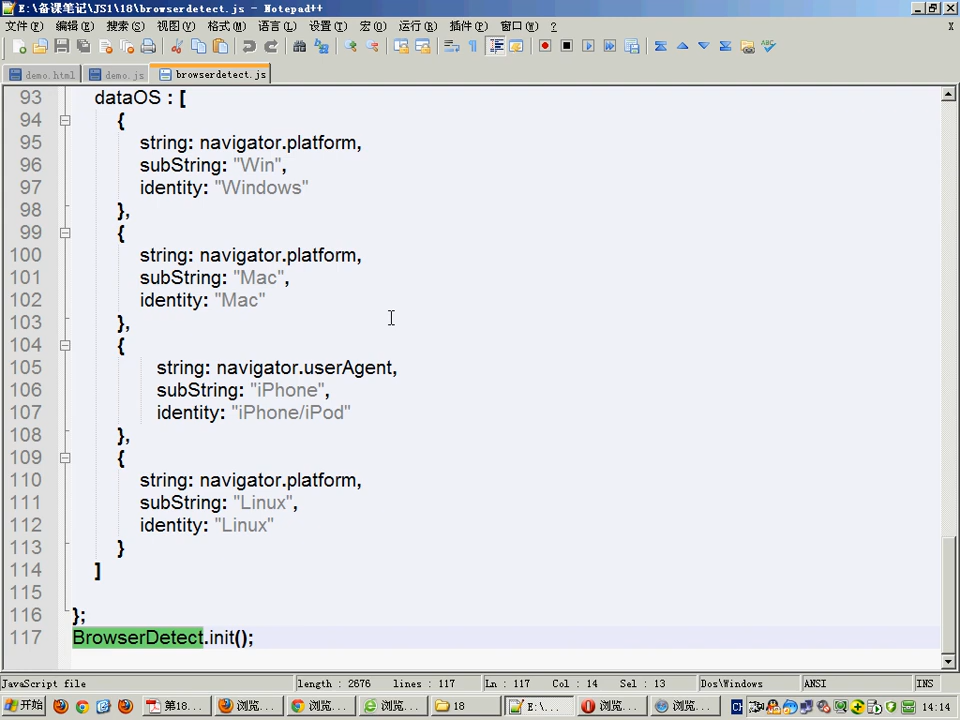 E:\备课笔记\JS1\18\browserdetect.js - Notepad++
文件(F) 编辑(E) 搜索(S) 视图(V) 格式(M) 语言(L) 设置(T) 宏(O) 运行(R) 插件(P) 窗口(W) ? X
demo.html demo.js browserdetect.js
93 dataOS : [
94 {
95 string: navigator.platform,
96 subString: "Win",
97 identity: "Windows"
98 },
99 {
100 string: navigator.platform,
101 subString: "Mac",
102 identity: "Mac"
103 },
104 {
105 string: navigator.userAgent,
106 subString: "iPhone",
107 identity: "iPhone/iPod"
108 },
109 {
110 string: navigator.platform,
111 subString: "Linux",
112 identity: "Linux"
113 }
114 ]
115
116 };
117 BrowserDetect.init();
JavaScript file length : 2676 lines : 117 Ln : 117 Col : 14 Sel : 13 Dos\Windows ANSI INS
开始 第18... 浏览... 浏览... 浏览... 18 E:\... 浏览... 浏览... 14:14